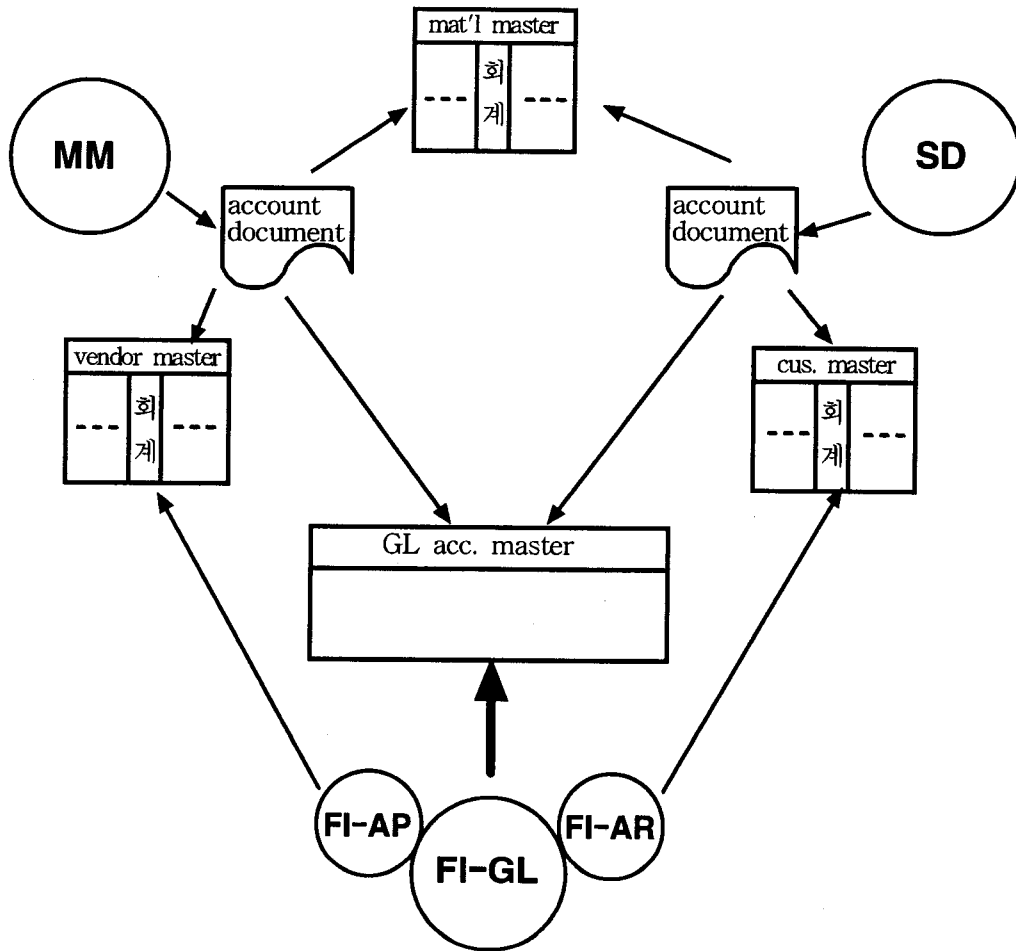 mat'l master
회
계
--- ---
MM
SD
account
document
account
document
vendor master
회
계
--- ---
cus. master
회
계
--- ---
GL acc. master
FI-AP
FI-GL
FI-AR